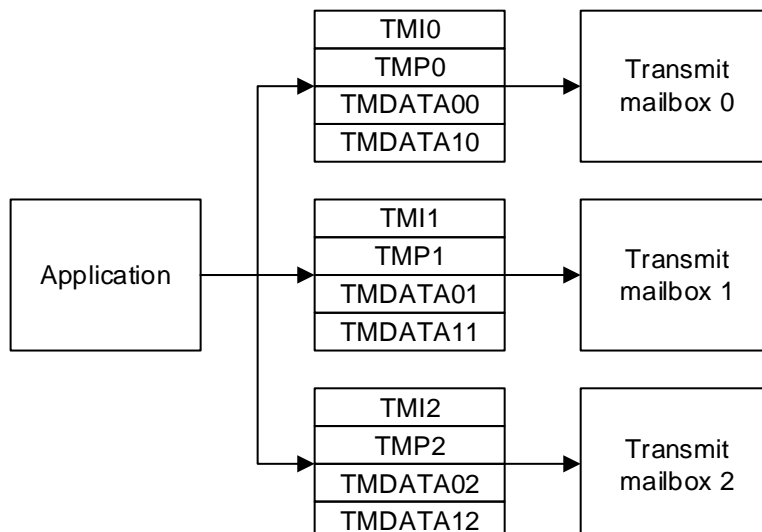 TMI0
TMP0
TMDATA00
TMDATA10
Transmit
mailbox 0
Application
TMI1
TMP1
TMDATA01
TMDATA11
Transmit
mailbox 1
TMI2
TMP2
TMDATA02
TMDATA12
Transmit
mailbox 2